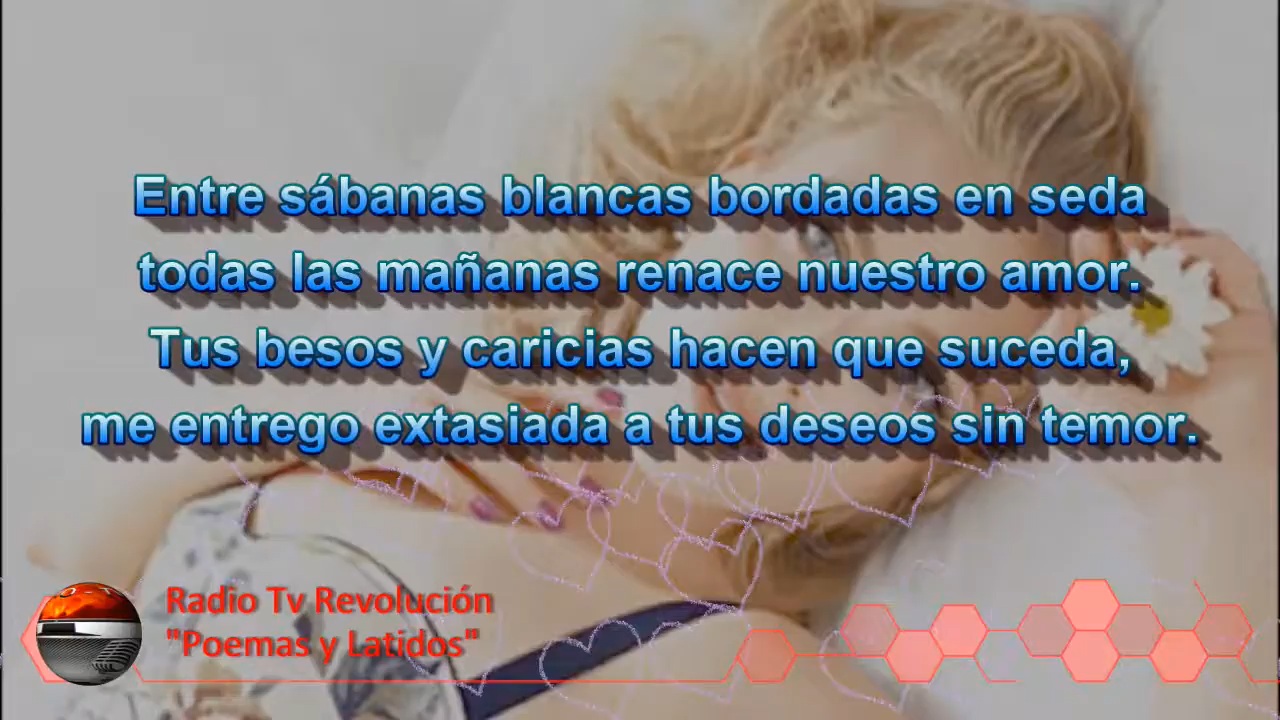 Entre sábanas blancas bordadas en seda
todas las mañanas renace nuestro amor.
Tus besos y caricias hacen que suceda,
me entrego extasiada a tus deseos sin temor.
Radio Tv Revolución
"Poemas y Latidos"